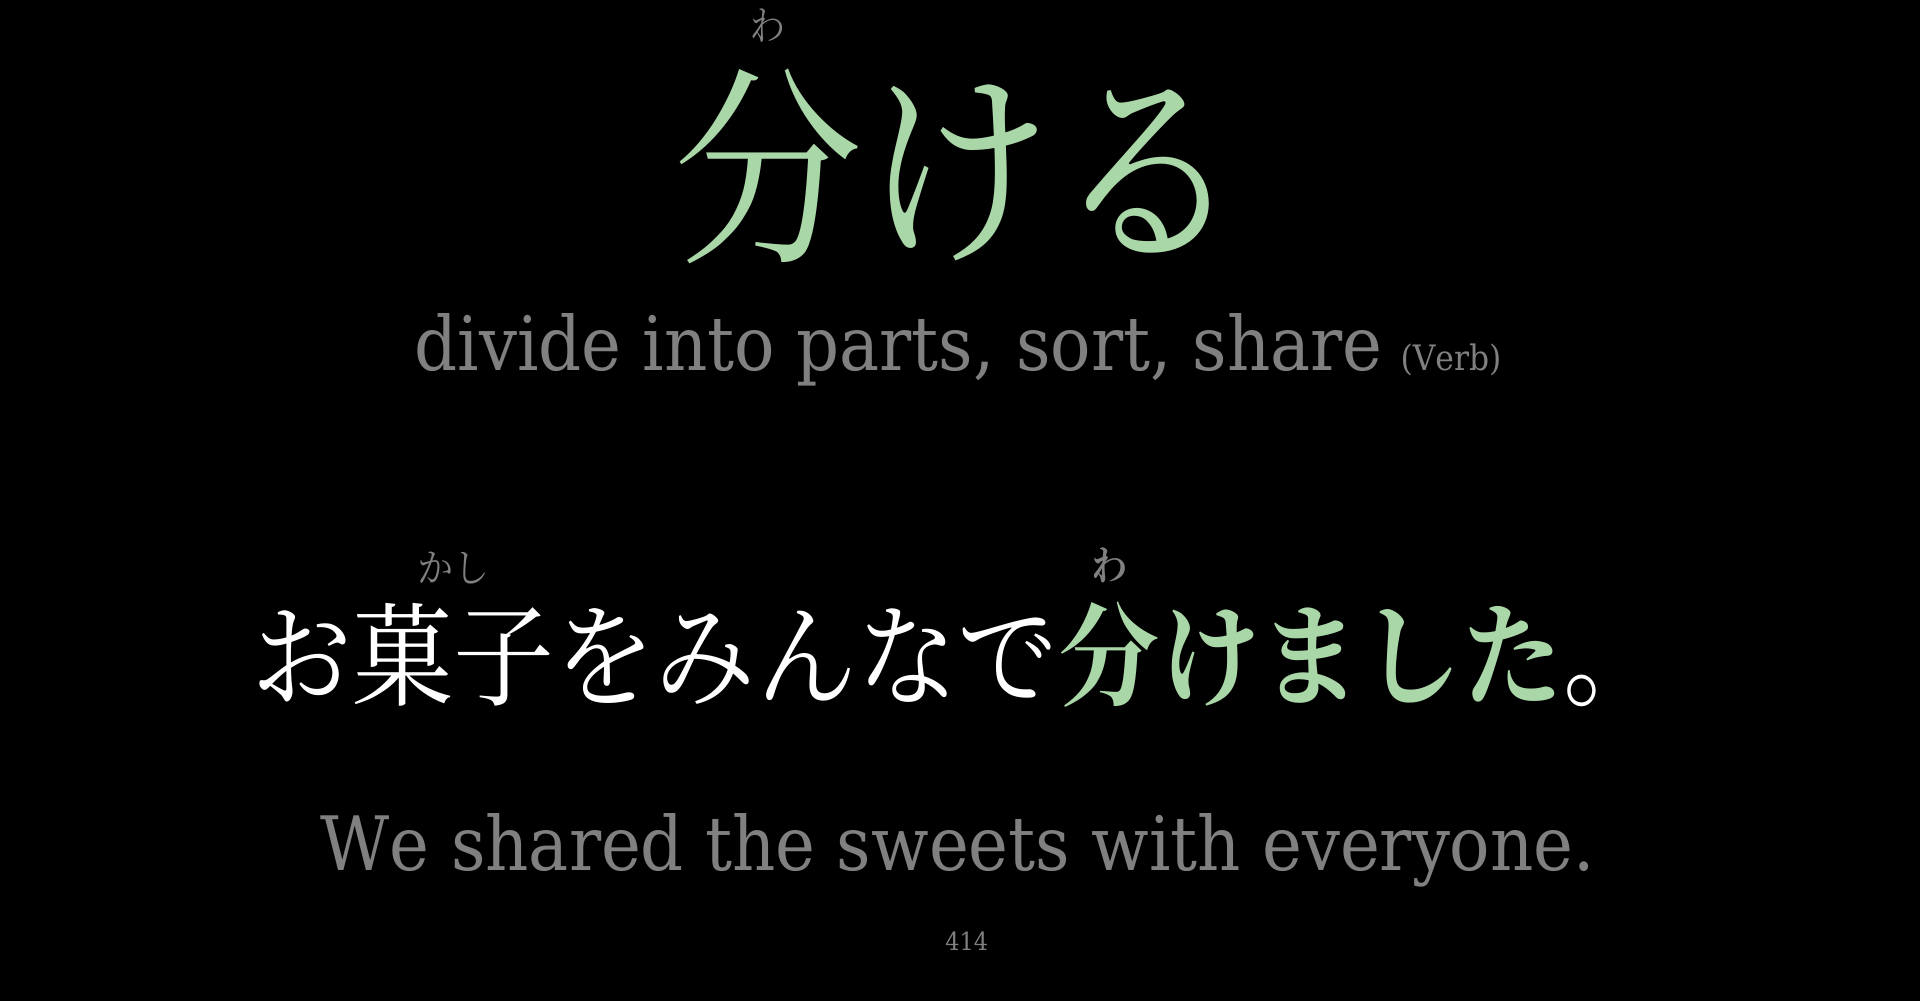 わ
分ける
divide into parts, sort, share (Verb)
かし わ
お菓子をみんなで分けました。
We shared the sweets with everyone.
414